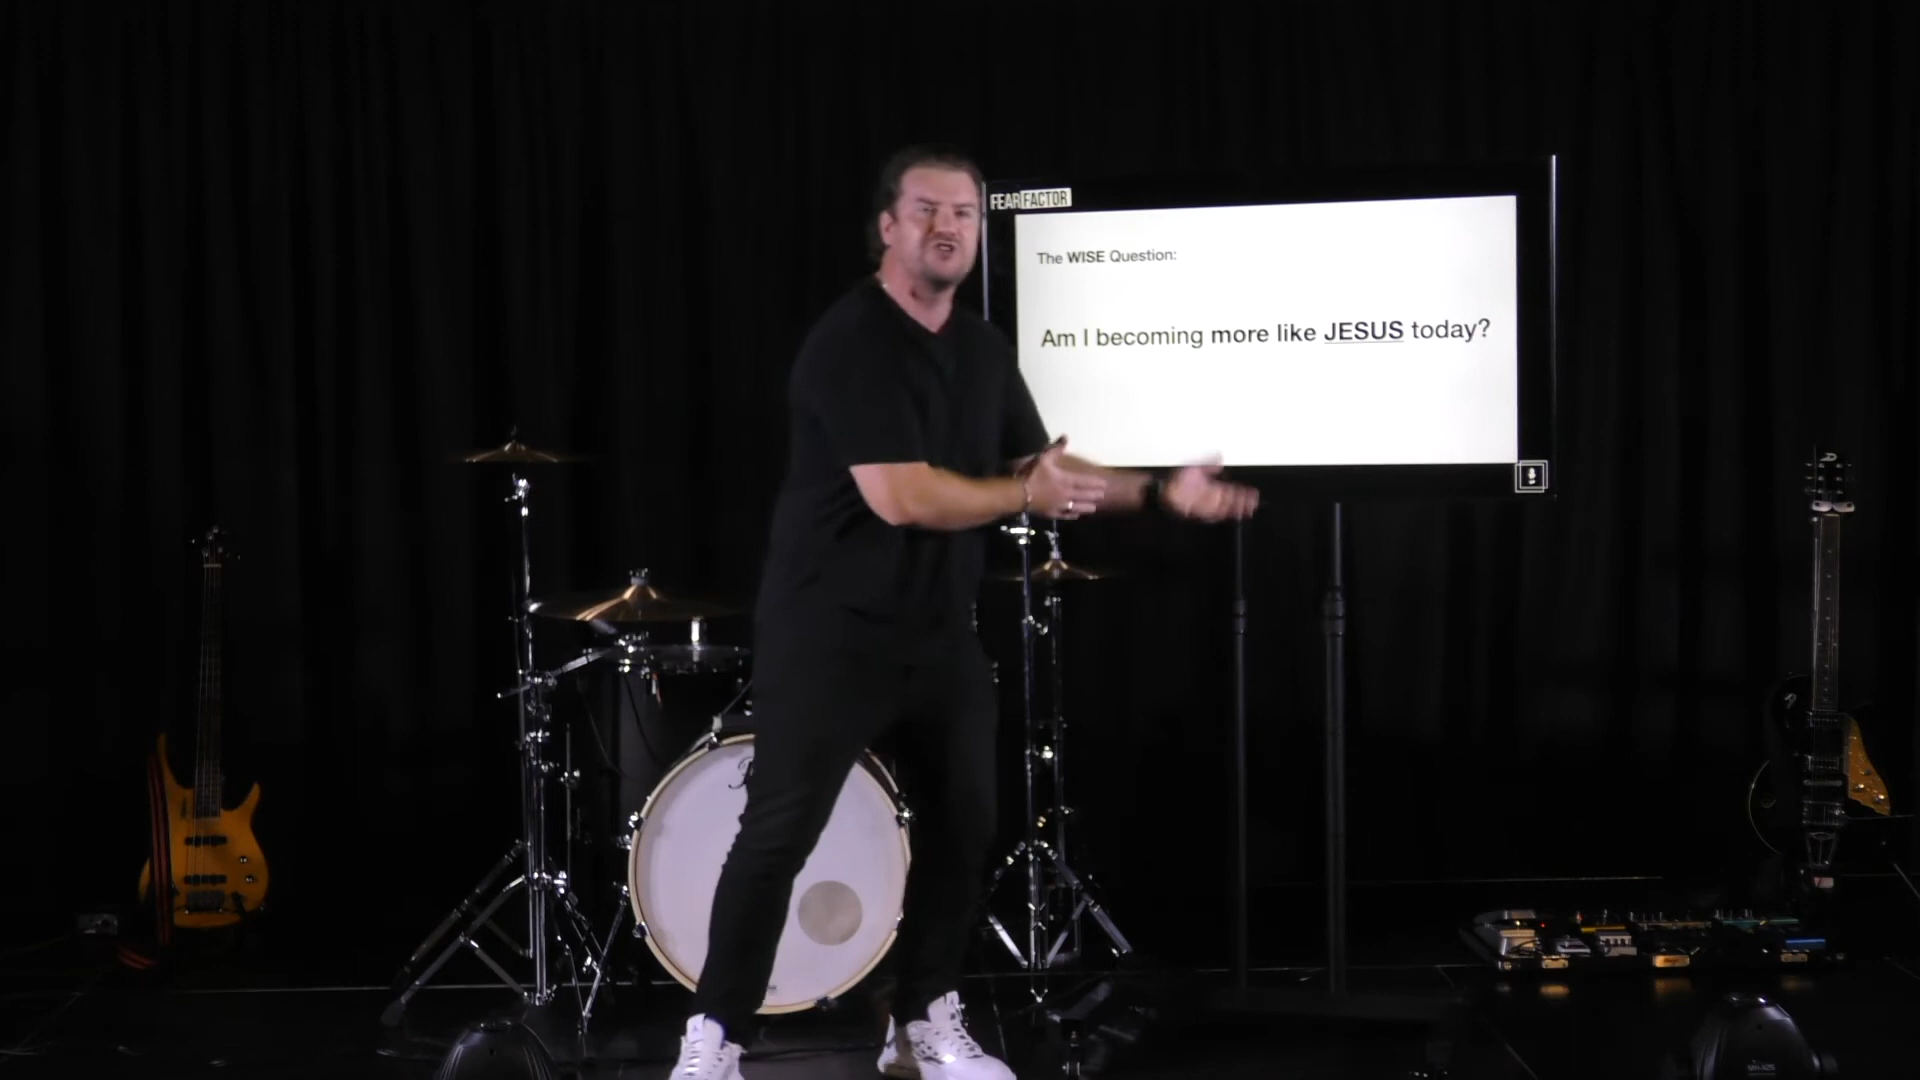 FEAR FACTOR
The WISE Question:
Am I becoming more like JESUS today?